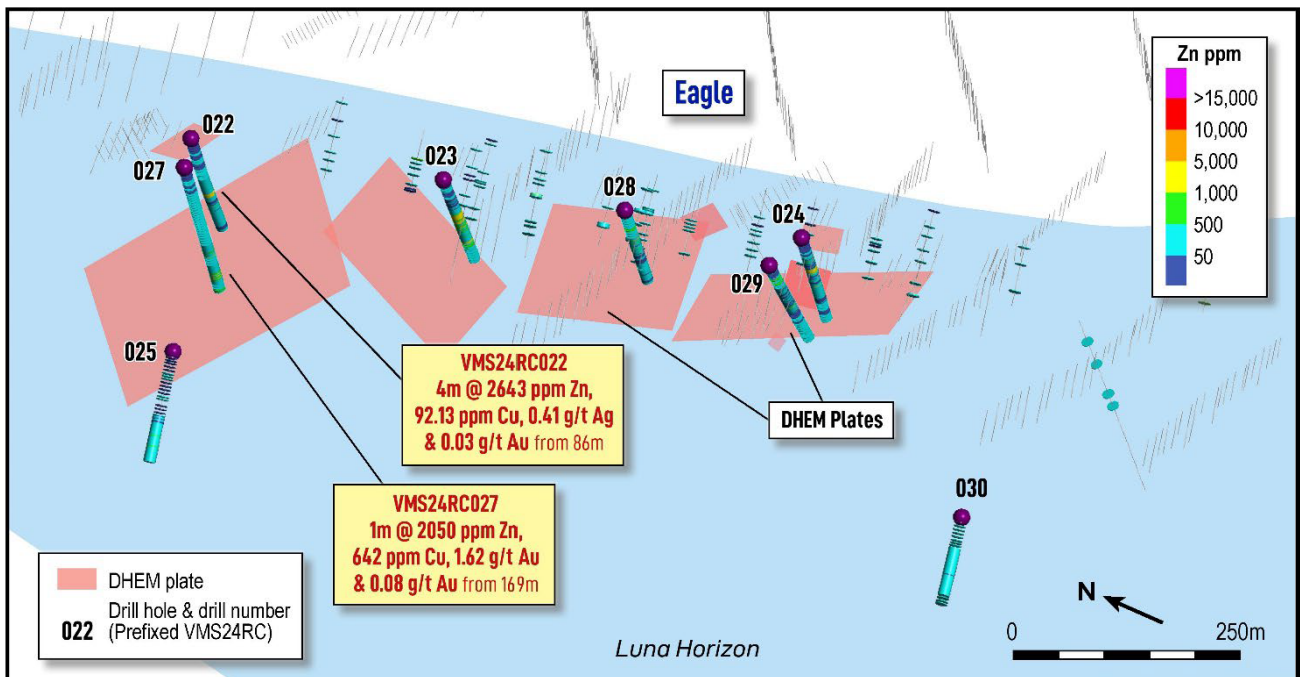 Eagle
Zn ppm
>15,000
10,000
5,000
1,000
500
50
022
027
023
028
024
029
025
VMS24RC022
4m @ 2643 ppm Zn,
92.13 ppm Cu, 0.41 g/t Ag
& 0.03 g/t Au from 86m
DHEM Plates
VMS24RC027
1m @ 2050 ppm Zn,
642 ppm Cu, 1.62 g/t Au
& 0.08 g/t Au from 169m
030
DHEM plate
022 Drill hole & drill number
(Prefixed VMS24RC)
Luna Horizon
N
0 250m